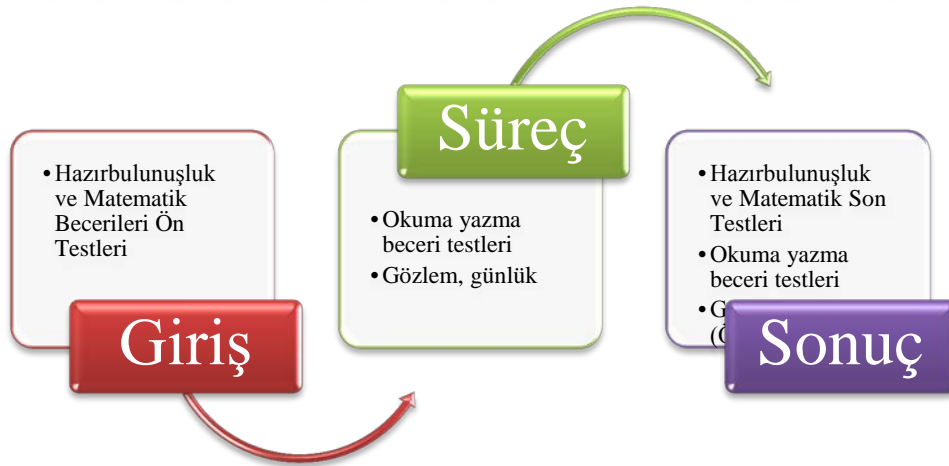 • Hazırbulunuşluk
ve Matematik
Becerileri Ön
Testleri
Giriş
Süreç
• Okuma yazma
beceri testleri
• Gözlem, günlük
• Hazırbulunuşluk
ve Matematik Son
Testleri
• Okuma yazma
beceri testleri
Sonuç